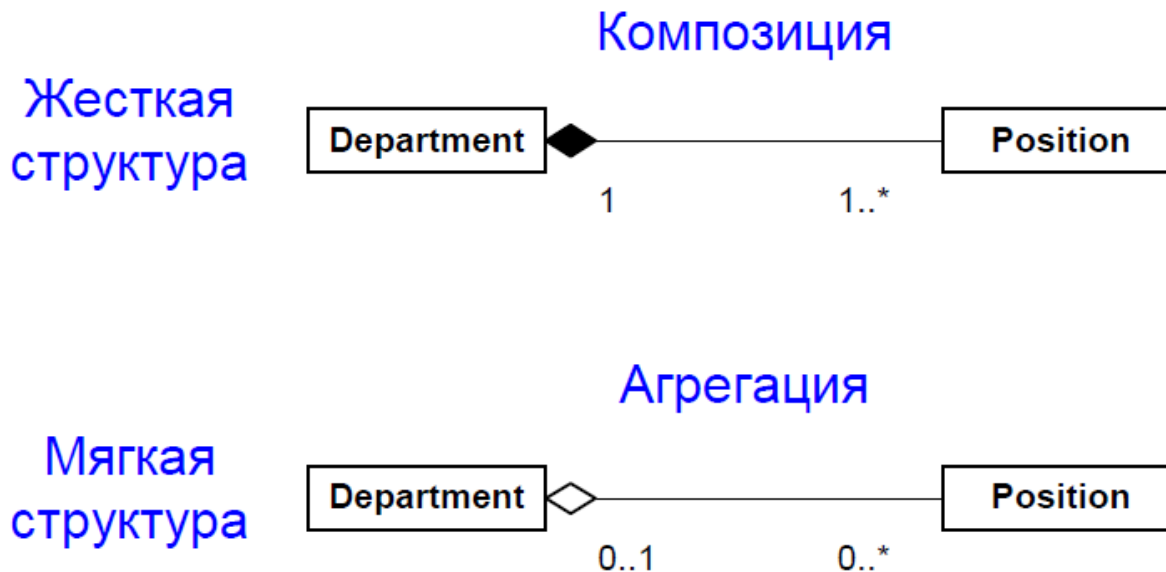 Композиция
Жесткая
структура
Department
Position
1
1..*
Агрегация
Мягкая
структура
Department
Position
0..1
0..*